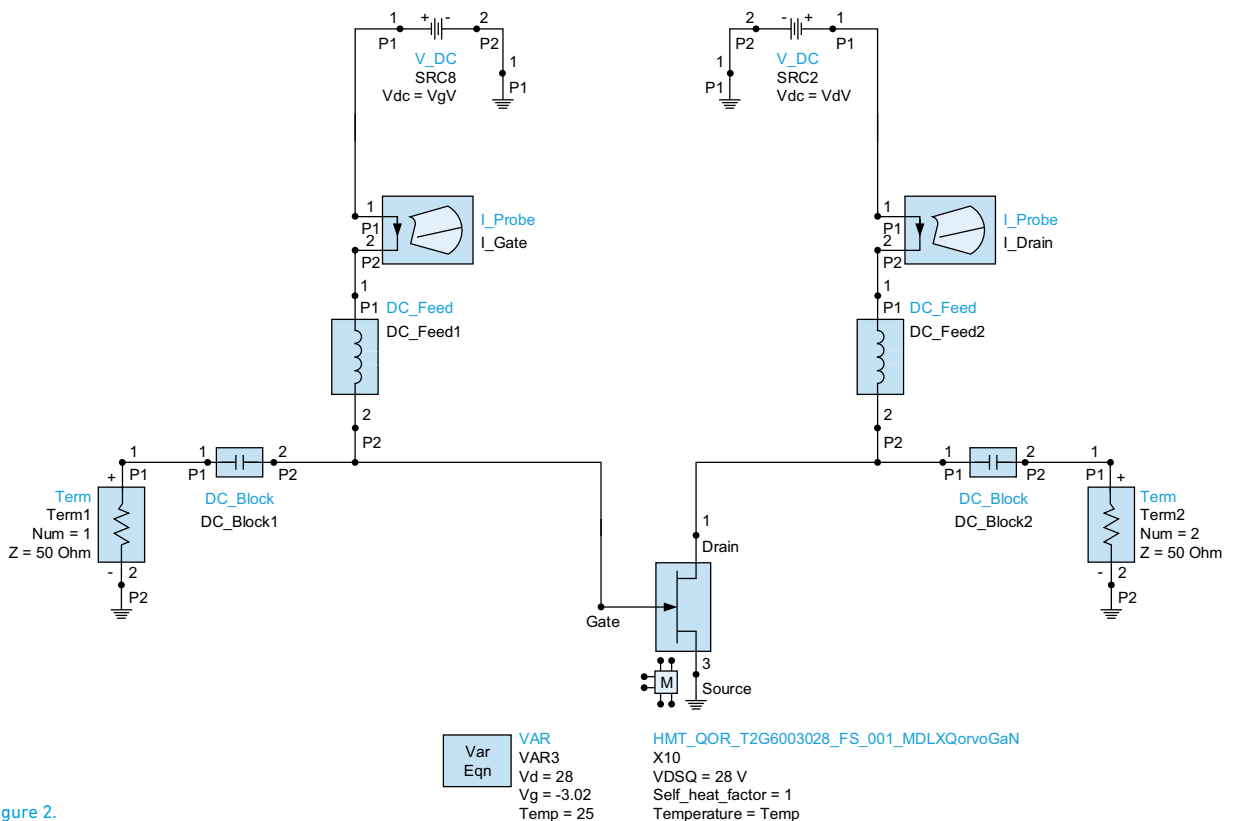 1 + - 2
P1 P2
V_DC
SRC8
Vdc = VgV
1
P1
2 - + 1
P2 P1
V_DC
SRC2
Vdc = VdV
1
P1
1
P1
2
P2
I_Probe
I_Gate
1
P1
2
P2
I_Probe
I_Drain
1
P1
DC_Feed
DC_Feed1
2
P2
1
P1
DC_Feed
DC_Feed2
2
P2
1
+ P1
Term
Term1
Num = 1
Z = 50 Ohm
- 2
P2
1 2
P1 P2
DC_Block
DC_Block1
1 2
P1 P2
DC_Block
DC_Block2
1
P1 +
Term
Term2
Num = 2
Z = 50 Ohm
- 2
P2
1
Drain
Gate
3
Source
M
Var
Eqn
VAR
VAR3
Vd = 28
Vg = -3.02
Temp = 25
HMT_QOR_T2G6003028_FS_001_MDLXQorvoGaN
X10
VDSQ = 28 V
Self_heat_factor = 1
Temperature = Temp
gure 2.